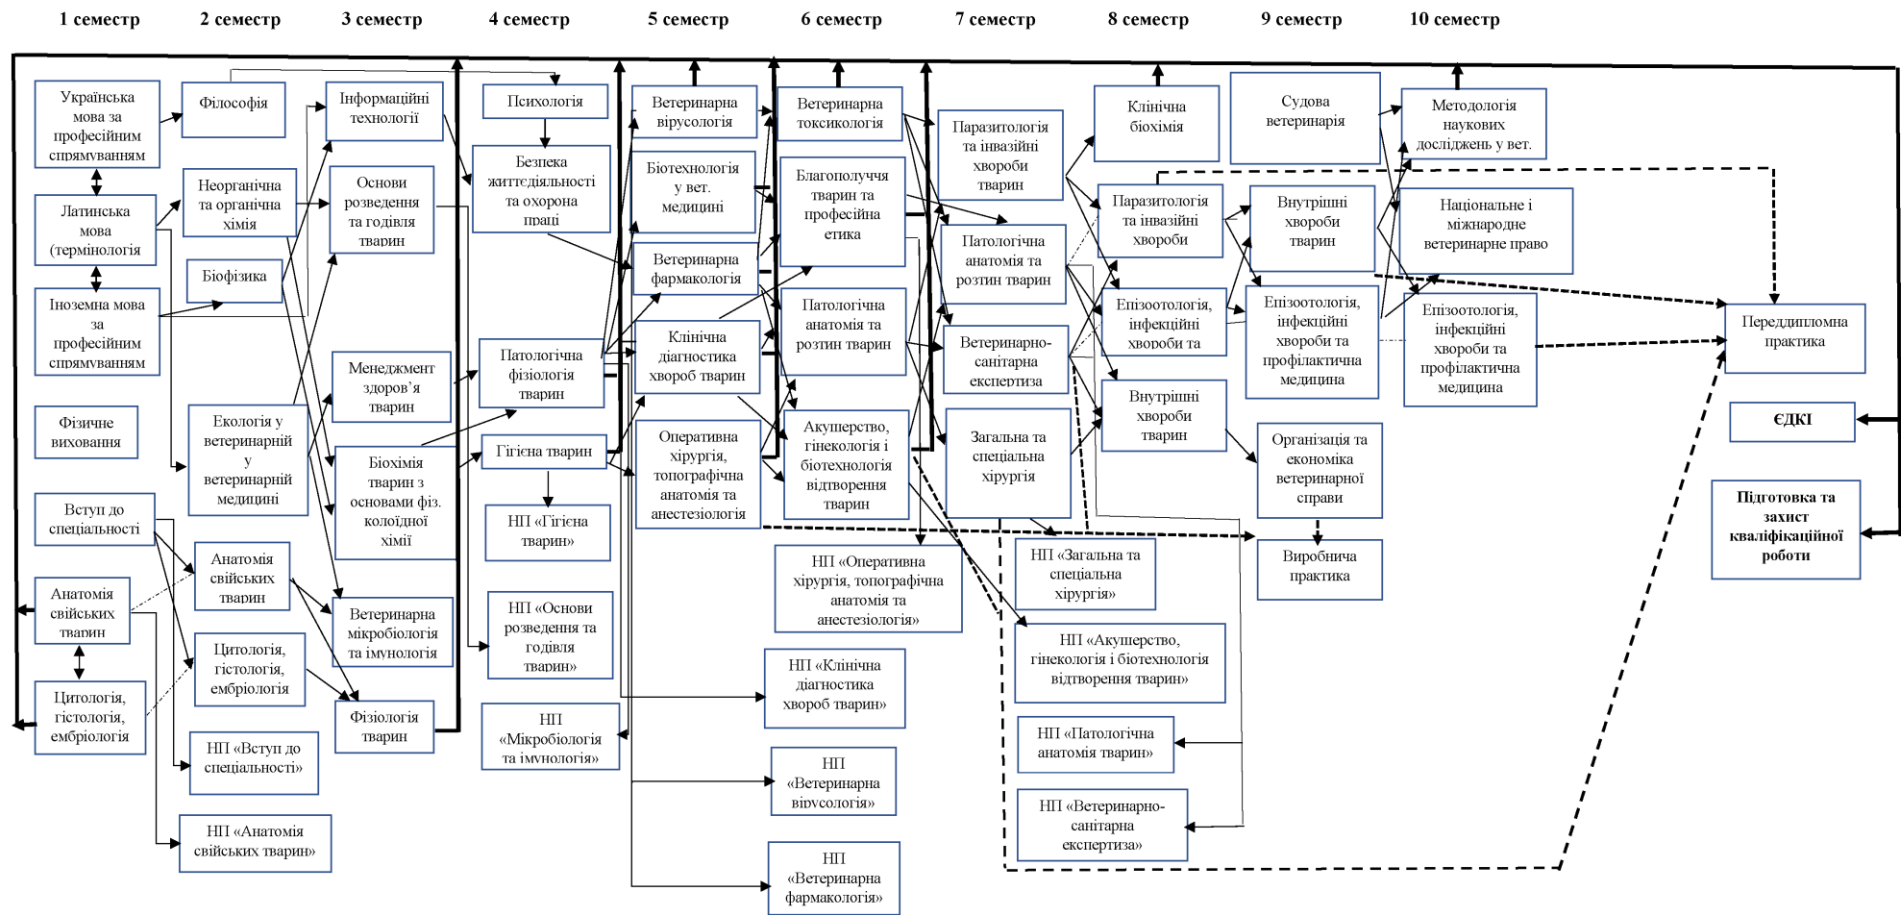 1 семестр
2 семестр
3 семестр
4 семестр
5 семестр
6 семестр
7 семестр
8 семестр
9 семестр
10 семестр
Українська
мова за
професійним
спрямуванням
Латинська
мова
(термінологія
Іноземна мова за
професійним
спрямуванням
Фізичне
виховання
Вступ до
спеціальності
Анатомія
свійських
тварин
Цитологія,
гістологія,
ембріологія
Філософія
Неорганічна
та органічна
хімія
Біофізика
Екологія у
ветеринарній
у
ветеринарній
медицині
Анатомія
свійських
тварин
Цитологія,
гістологія,
ембріологія
НП «Вступ до
спеціальності»
НП «Анатомія
свійських тварин»
Інформаційні
технології
Основи
розведення
та годівля
тварин
Менеджмент
здоров’я
тварин
Біохімія
тварин з
основами фіз.
колоїдної
хімії
Ветеринарна
мікробіологія
та імунологія
Фізіологія
тварин
Психологія
Безпека
життєдіяльності
та охорона
праці
Патологічна
фізіологія
тварин
Гігієна тварин
НП «Гігієна
тварин»
НП «Основи
розведення та
годівля
тварин»
НП
«Мікробіологія
та імунологія»
Ветеринарна
вірусологія
Біотехнологія
у вет.
медицині
Ветеринарна
фармакологія
Клінічна
діагностика
хвороб тварин
Оперативна
хірургія,
топографічна
анатомія та
анестезіологія
Ветеринарна
токсикологія
Благополуччя
тварин та
професійна
етика
Патологічна
анатомія та
розтин тварин
Акушерство,
гінекологія і
біотехнологія
відтворення
тварин
НП «Оперативна
хірургія, топографічна
анатомія та
анестезіологія»
НП «Клінічна
діагностика
хвороб тварин»
НП
«Ветеринарна
вірусологія»
НП
«Ветеринарна
фармакологія»
Паразитологія
та інвазійні
хвороби
тварин
Патологічна
анатомія та
розтин тварин
Ветеринарно-
санітарна
експертиза
Загальна та
спеціальна
хірургія
НП «Загальна та
спеціальна
хірургія»
НП «Акушерство,
гінекологія і біотехнологія
відтворення тварин»
НП «Патологічна
анатомія тварин»
НП «Ветеринарно-
санітарна
експертиза»
Клінічна
біохімія
Паразитологія
та інвазійні
хвороби
Епізоотологія,
інфекційні
хвороби та
Внутрішні
хвороби
тварин
Судова
ветеринарія
Внутрішні
хвороби
тварин
Епізоотологія,
інфекційні
хвороби та
профілактична
медицина
Організація та
економіка
ветеринарної
справи
Виробнича
практика
Методологія
наукових
досліджень у вет.
Національне і
міжнародне
ветеринарне право
Епізоотологія,
інфекційні
хвороби та
профілактична
медицина
Переддипломна
практика
ЄДКІ
Підготовка та
захист
кваліфікаційної
роботи